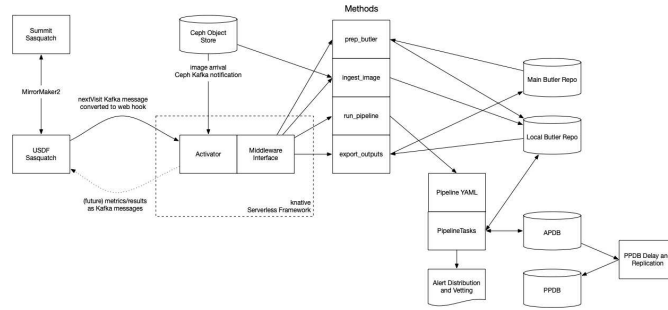 Methods
Summit
Sasquatch
Ceph Object
Store
prep_butler
image arrival
Ceph Kafka notification
MirrorMaker2
ingest_image
Main Butler Repo
nextVisit Kafka message
converted to web hook
run_pipeline
Local Butler Repo
USDF
Sasquatch
Activator
Middleware
Interface
export_outputs
(future) metrics/results
as Kafka messages
knative
Serverless Framework
Pipeline YAML
PipelineTasks
APDB
PPDB Delay and
Replication
Alert Distribution
and Vetting
PPDB